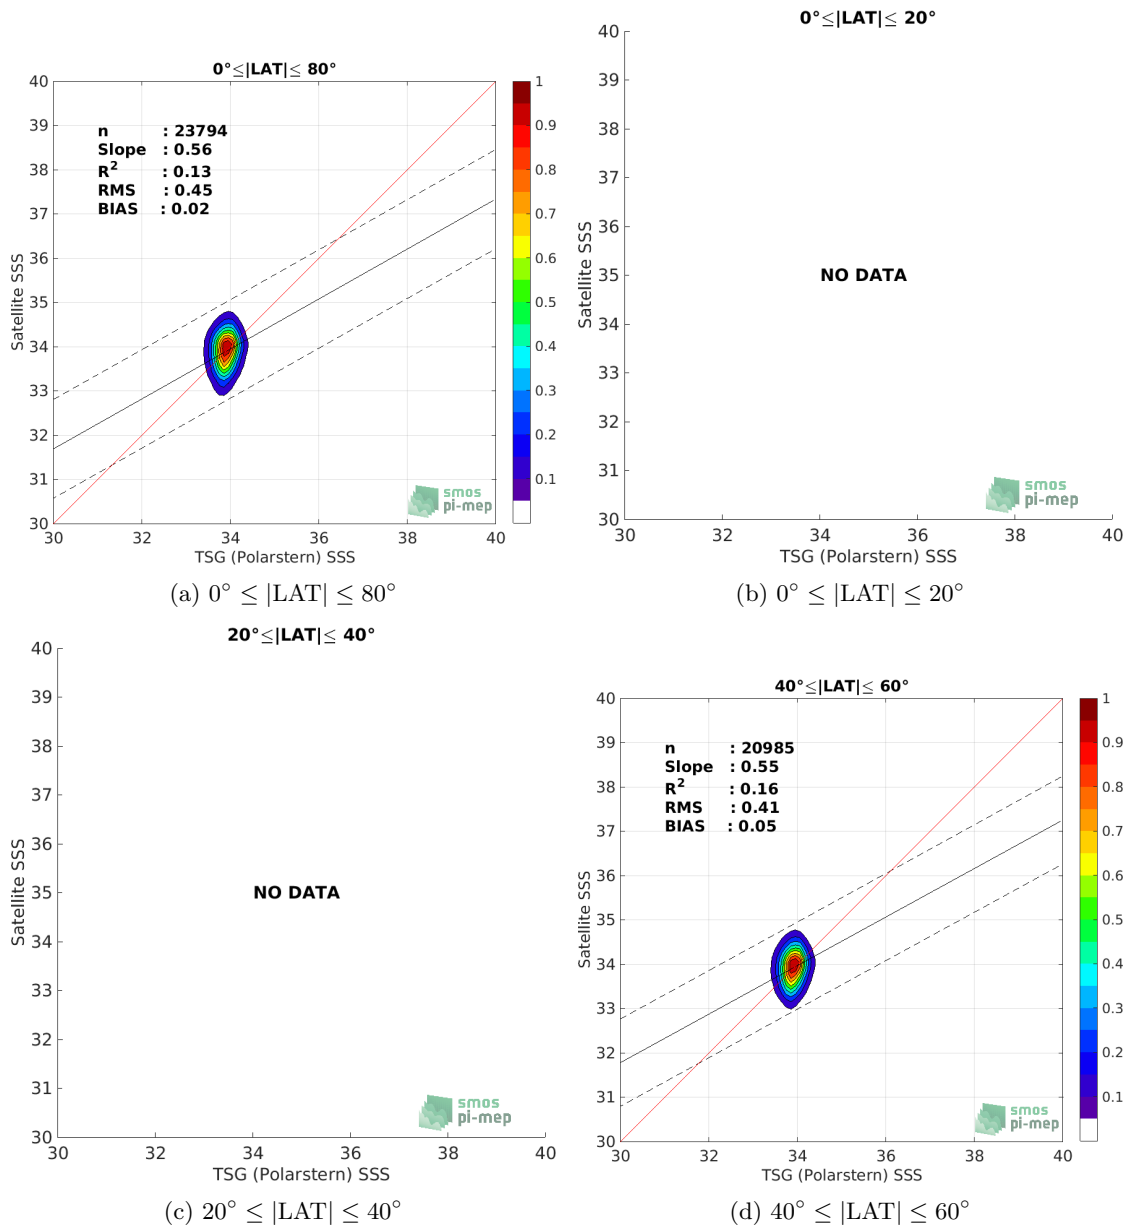 0°≤|LAT|≤ 80°
40
39
38
37
36
35
34
33
32
31
30
Satellite SSS
n : 23794
Slope : 0.56
R² : 0.13
RMS : 0.45
BIAS : 0.02
smos
pi-mep
30 32 34 36 38 40
TSG (Polarstern) SSS
1
0.9
0.8
0.7
0.6
0.5
0.4
0.3
0.2
0.1
(a) 0° ≤ |LAT| ≤ 80°
0°≤|LAT|≤ 20°
40
39
38
37
36
35
34
33
32
31
30
Satellite SSS
NO DATA
smos
pi-mep
30 32 34 36 38 40
TSG (Polarstern) SSS
(b) 0° ≤ |LAT| ≤ 20°
20°≤|LAT|≤ 40°
40
39
38
37
36
35
34
33
32
31
30
Satellite SSS
NO DATA
smos
pi-mep
30 32 34 36 38 40
TSG (Polarstern) SSS
(c) 20° ≤ |LAT| ≤ 40°
40°≤|LAT|≤ 60°
40
39
38
37
36
35
34
33
32
31
30
Satellite SSS
n : 20985
Slope : 0.55
R² : 0.16
RMS : 0.41
BIAS : 0.05
smos
pi-mep
30 32 34 36 38 40
TSG (Polarstern) SSS
1
0.9
0.8
0.7
0.6
0.5
0.4
0.3
0.2
0.1
(d) 40° ≤ |LAT| ≤ 60°